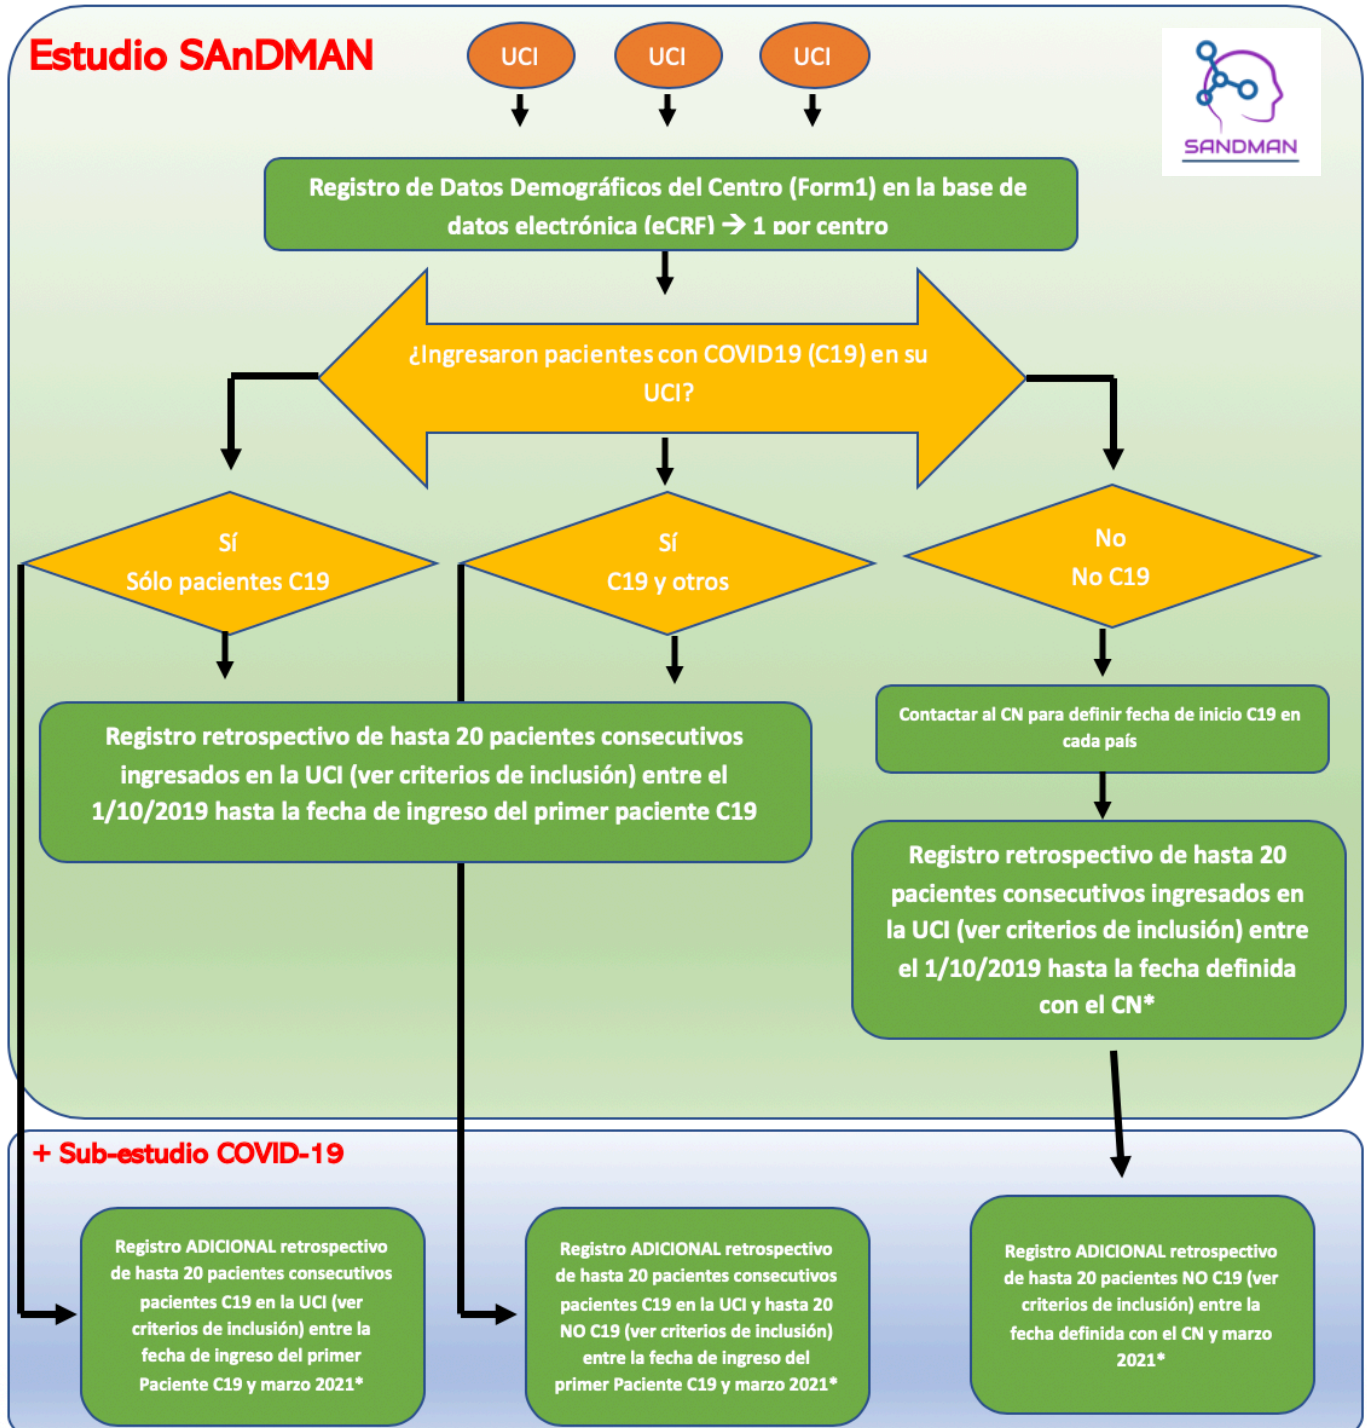 Estudio SAnDMAN
UCI
UCI
UCI
SANDMAN
Registro de Datos Demográficos del Centro (Form1) en la base de
datos electrónica (eCRF) → 1 por centro
¿Ingresaron pacientes con COVID19 (C19) en su
UCI?
Sí
Sólo pacientes C19
Sí
C19 y otros
No
No C19
Registro retrospectivo de hasta 20 pacientes consecutivos
ingresados en la UCI (ver criterios de inclusión) entre el
1/10/2019 hasta la fecha de ingreso del primer paciente C19
Contactar al CN para definir fecha de inicio C19 en
cada país
Registro retrospectivo de hasta 20
pacientes consecutivos ingresados en
la UCI (ver criterios de inclusión) entre
el 1/10/2019 hasta la fecha definida
con el CN*
+ Sub-estudio COVID-19
Registro ADICIONAL retrospectivo
de hasta 20 pacientes consecutivos
pacientes C19 en la UCI (ver
criterios de inclusión) entre la
fecha de ingreso del primer
Paciente C19 y marzo 2021*
Registro ADICIONAL retrospectivo
de hasta 20 pacientes consecutivos
pacientes C19 en la UCI y hasta 20
NO C19 (ver criterios de inclusión)
entre la fecha de ingreso del
primer Paciente C19 y marzo 2021*
Registro ADICIONAL retrospectivo
de hasta 20 pacientes NO C19 (ver
criterios de inclusión) entre la
fecha definida con el CN y marzo
2021*